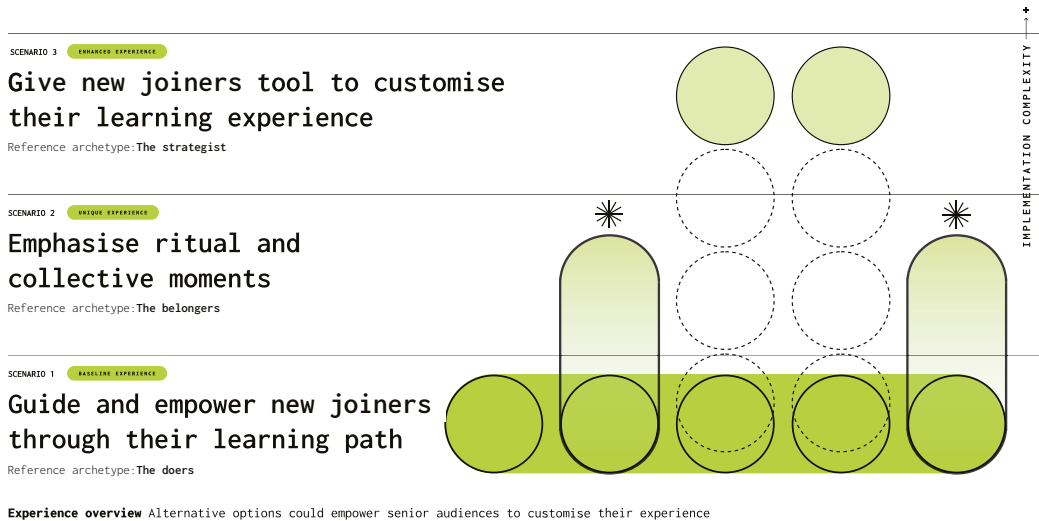 SCENARIO 3 ENHANCED EXPERIENCE
Give new joiners tool to customise
their learning experience
Reference archetype:The strategist
SCENARIO 2 UNIQUE EXPERIENCE
Emphasise ritual and
collective moments
Reference archetype:The belongers
SCENARIO 1 BASELINE EXPERIENCE
Guide and empower new joiners
through their learning path
Reference archetype:The doers
Experience overview Alternative options could empower senior audiences to customise their experience
IMPLEMENTATION COMPLEXITY ⟶ +